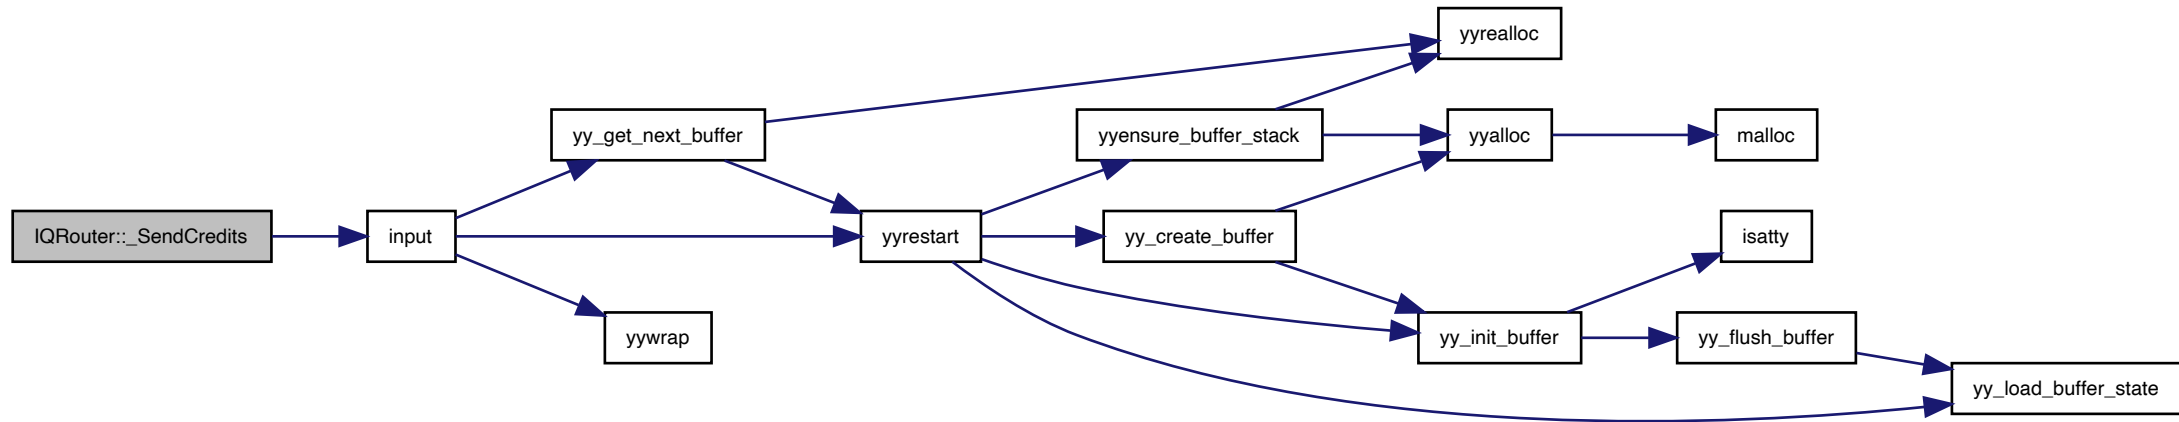 yyrealloc
yy_get_next_buffer
yyensure_buffer_stack
yyalloc
malloc
IQRouter::_SendCredits
input
yyrestart
yy_create_buffer
isatty
yywrap
yy_init_buffer
yy_flush_buffer
yy_load_buffer_state